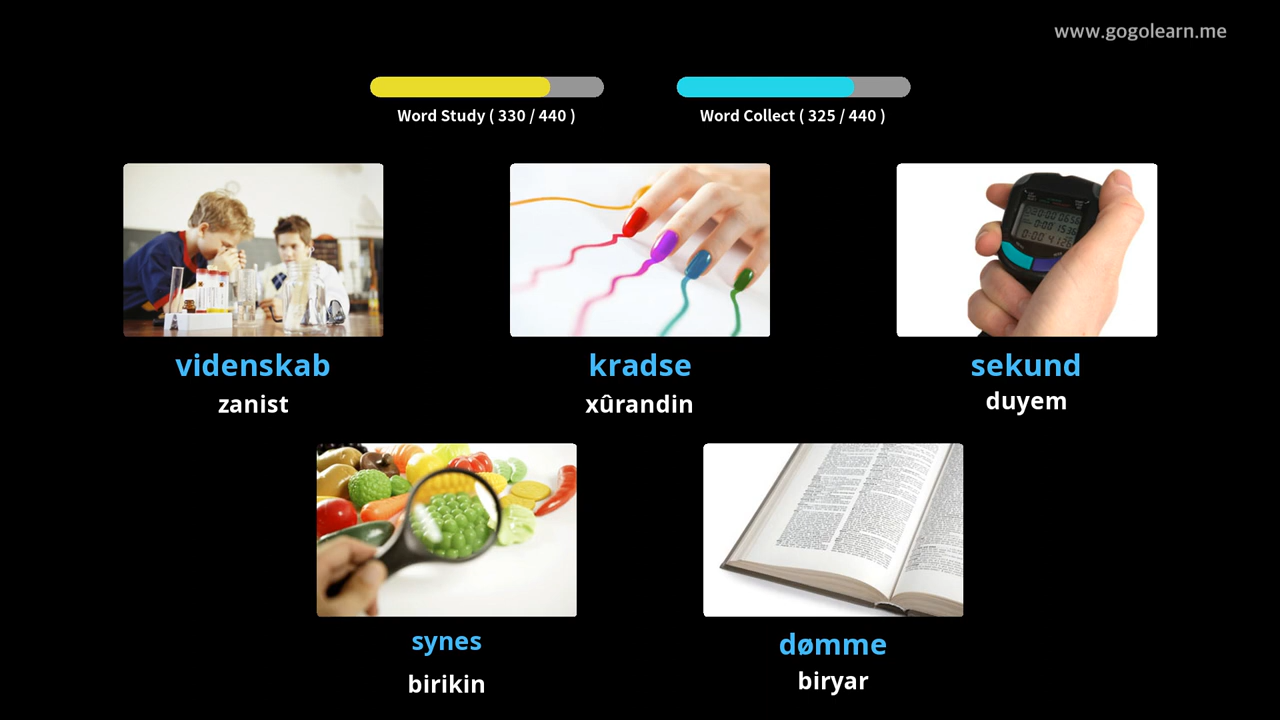 www.gogolearn.me
Word Study ( 330 / 440 )
Word Collect ( 325 / 440 )
videnskab
zanist
kradse
xûrandin
sekund
duyem
synes
birikin
dømme
biryar